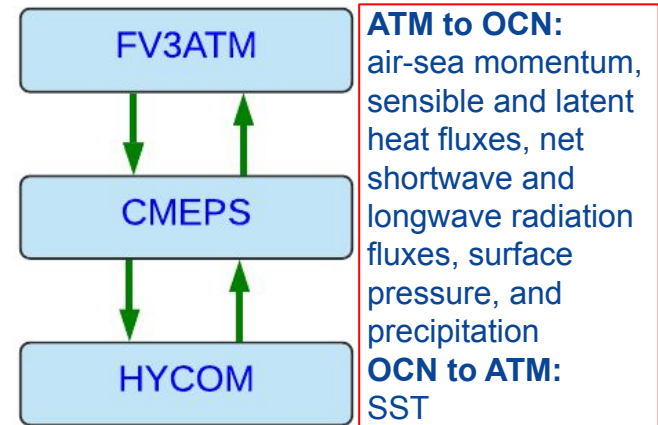 FV3ATM
CMEPS
HYCOM
ATM to OCN:
air-sea momentum,
sensible and latent
heat fluxes, net
shortwave and
longwave radiation
fluxes, surface
pressure, and
precipitation
OCN to ATM:
SST